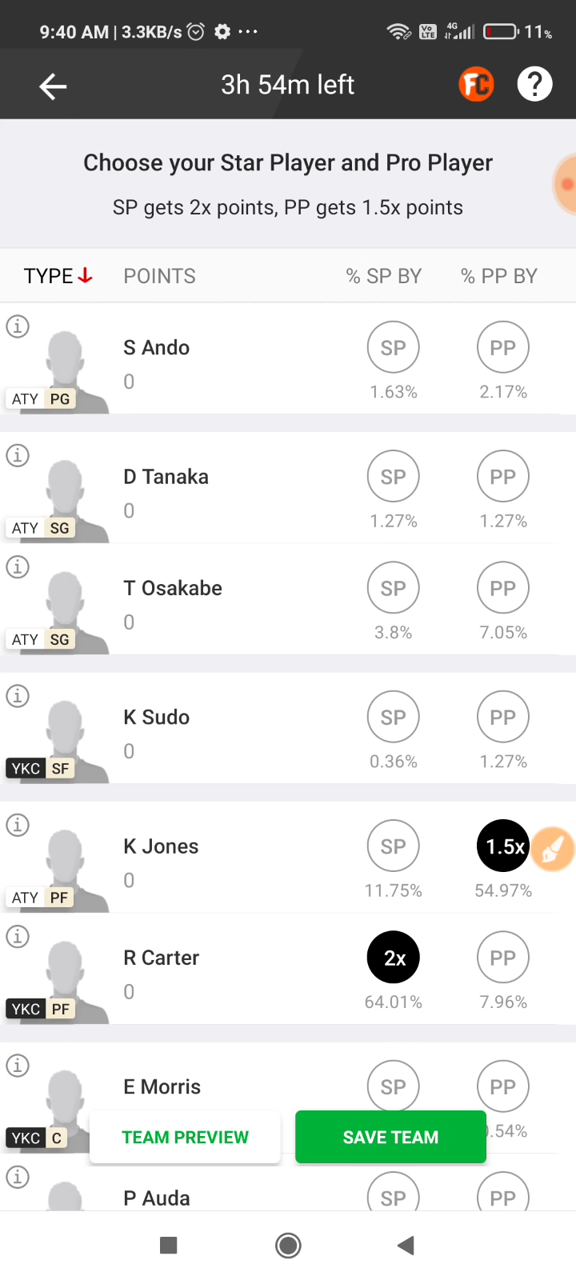 9:40 AM | 3.3KB/s ... Vo LTE 4G 11%
3h 54m left FC ?
Choose your Star Player and Pro Player
SP gets 2x points, PP gets 1.5x points
TYPE POINTS % SP BY % PP BY
S Ando SP PP
0 1.63% 2.17%
ATY PG
D Tanaka SP PP
0 1.27% 1.27%
ATY SG
T Osakabe SP PP
0 3.8% 7.05%
ATY SG
K Sudo SP PP
0 0.36% 1.27%
YKC SF
K Jones SP 1.5x
0 11.75% 54.97%
ATY PF
R Carter 2x PP
0 64.01% 7.96%
YKC PF
E Morris SP PP
YKC C TEAM PREVIEW SAVE TEAM .54%
P Auda SP PP